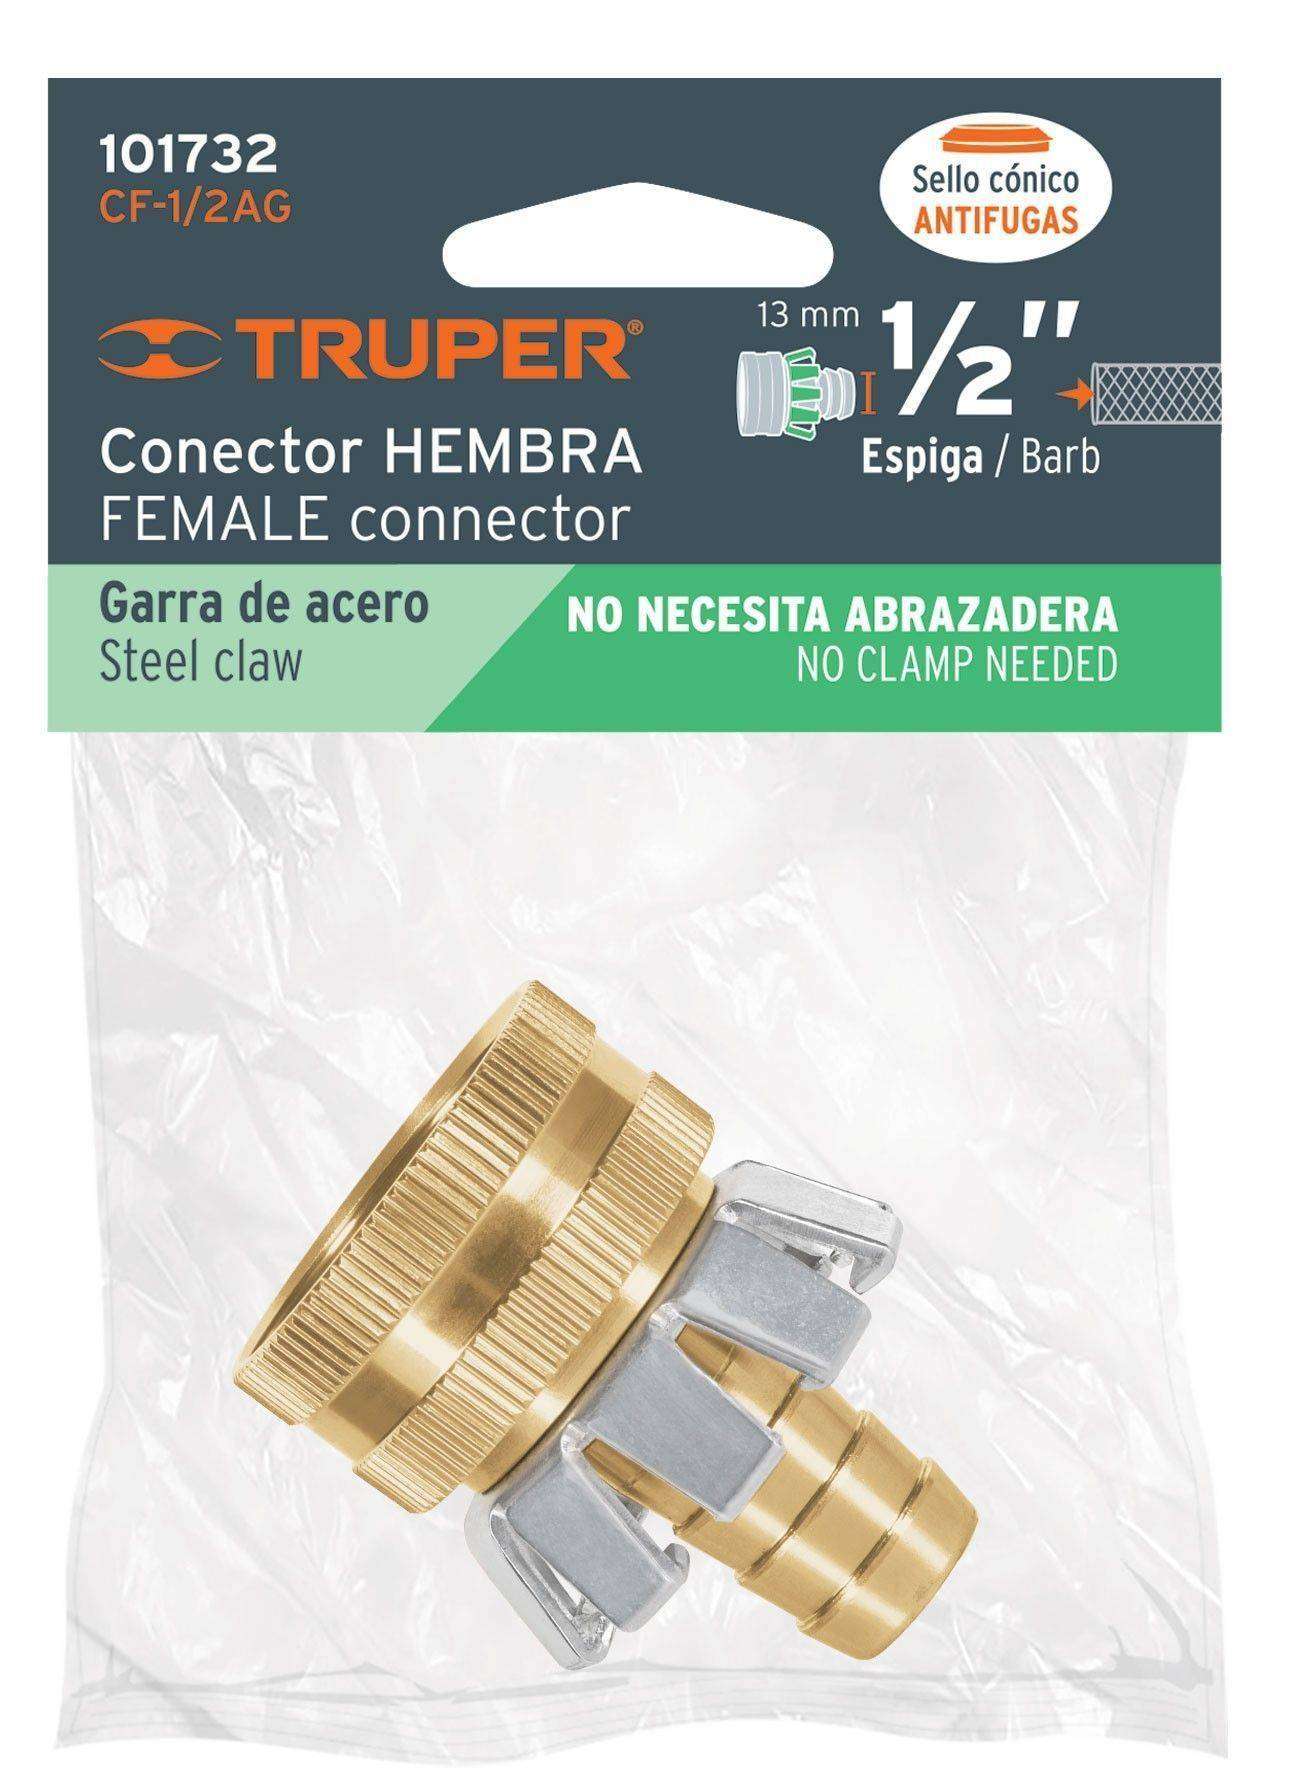 101732
CF-1/2AG
Sello cónico
ANTIFUGAS
TRUPER®
13 mm
1/2"
Espiga / Barb
Conector HEMBRA
FEMALE connector
Garra de acero
Steel claw
NO NECESITA ABRAZADERA
NO CLAMP NEEDED